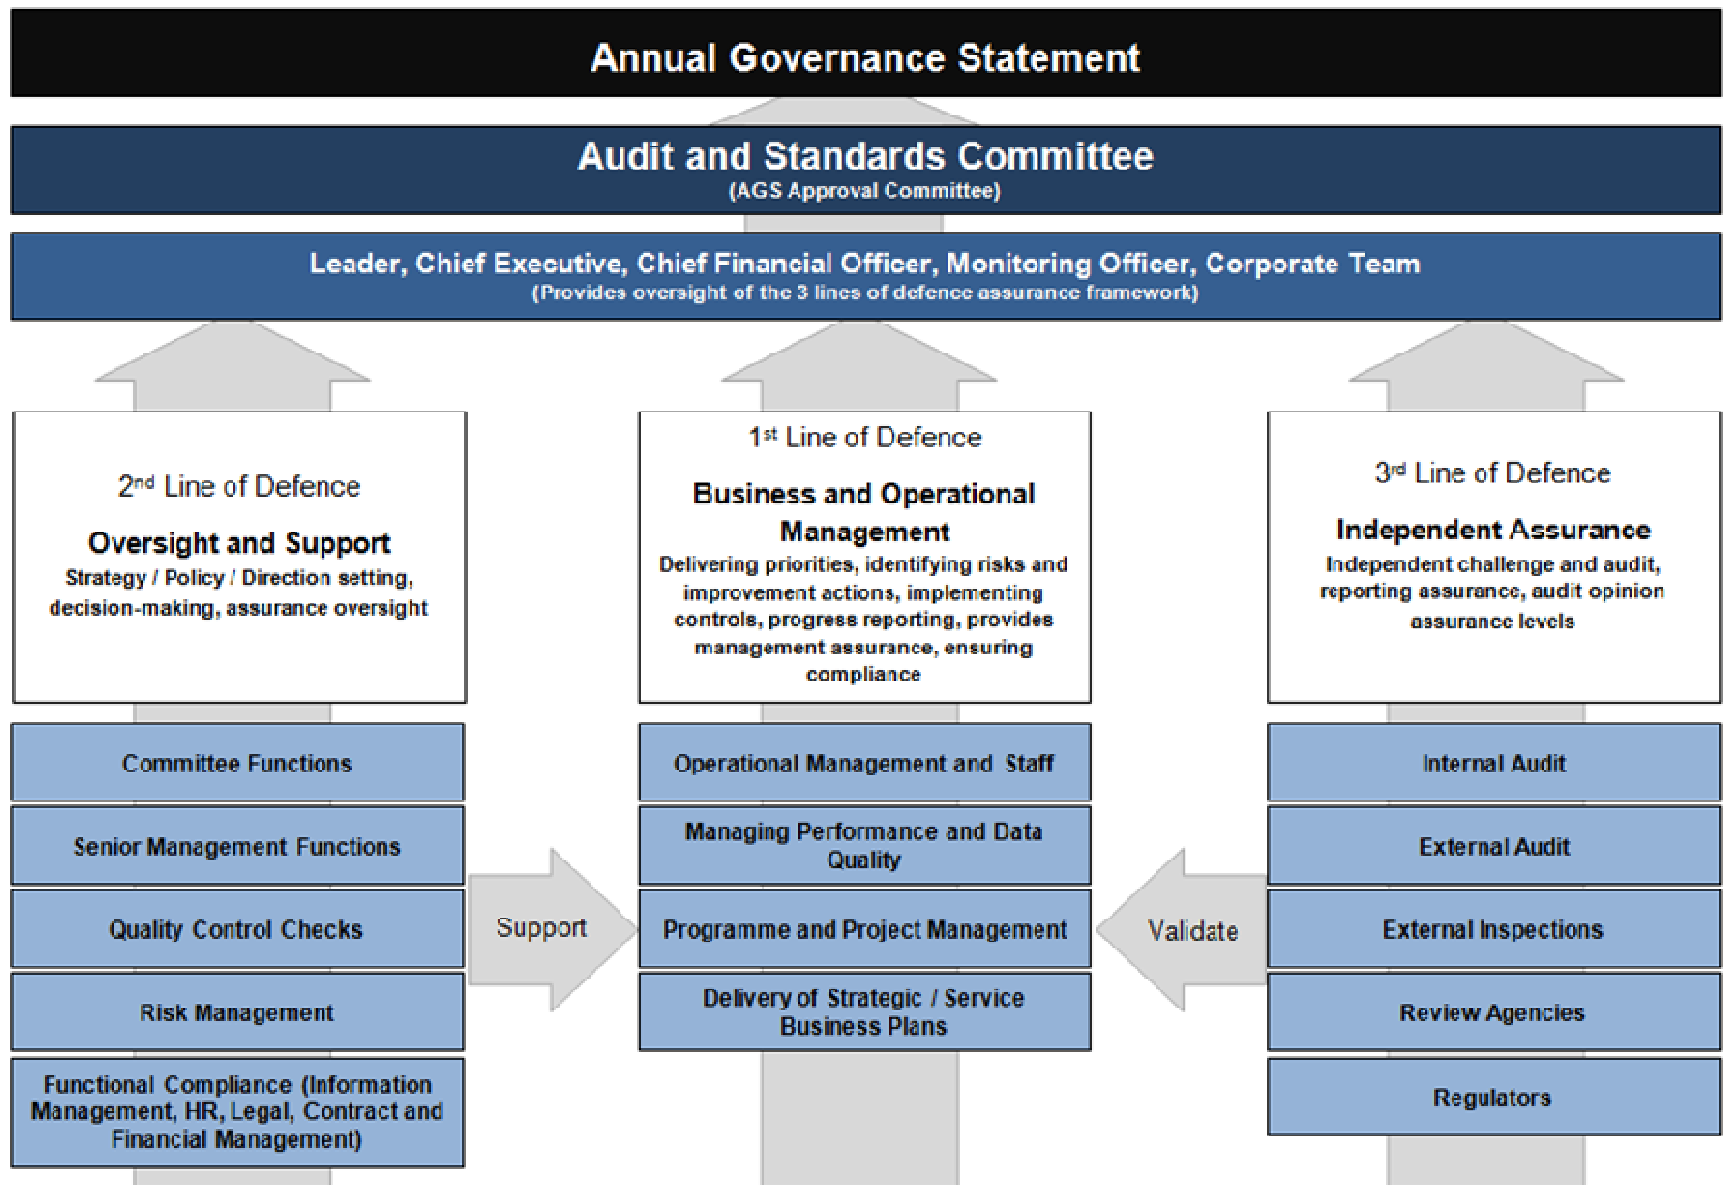 Annual Governance Statement
Audit and Standards Committee
(AGS Approval Committee)
Leader, Chief Executive, Chief Financial Officer, Monitoring Officer, Corporate Team
(Provides oversight of the 3 lines of defence assurance framework)
2nd Line of Defence
Oversight and Support
Strategy / Policy / Direction setting,
decision-making, assurance oversight
Committee Functions
Senior Management Functions
Quality Control Checks
Risk Management
Functional Compliance (Information
Management, HR, Legal, Contract and
Financial Management)
Support
1st Line of Defence
Business and Operational
Management
Delivering priorities, identifying risks and
improvement actions, implementing
controls, progress reporting, provides
management assurance, ensuring
compliance
Operational Management and Staff
Managing Performance and Data
Quality
Programme and Project Management
Delivery of Strategic / Service
Business Plans
Validate
3rd Line of Defence
Independent Assurance
Independent challenge and audit,
reporting assurance, audit opinion
assurance levels
Internal Audit
External Audit
External Inspections
Review Agencies
Regulators